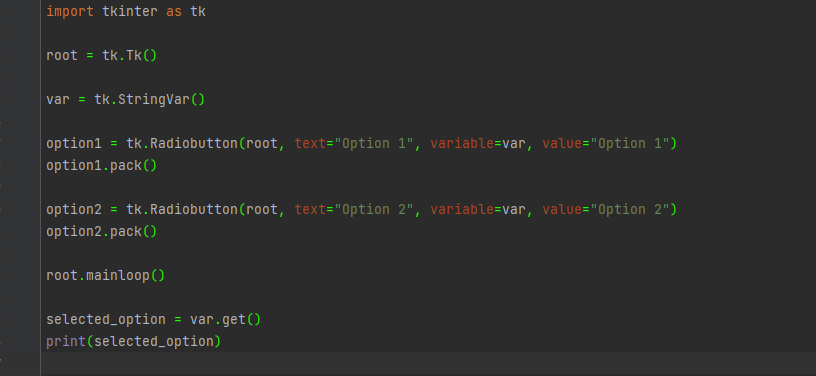 import tkinter as tk
root = tk.Tk()
var = tk.StringVar()
option1 = tk.Radiobutton(root, text="Option 1", variable=var, value="Option 1")
option1.pack()
option2 = tk.Radiobutton(root, text="Option 2", variable=var, value="Option 2")
option2.pack()
root.mainloop()
selected_option = var.get()
print(selected_option)